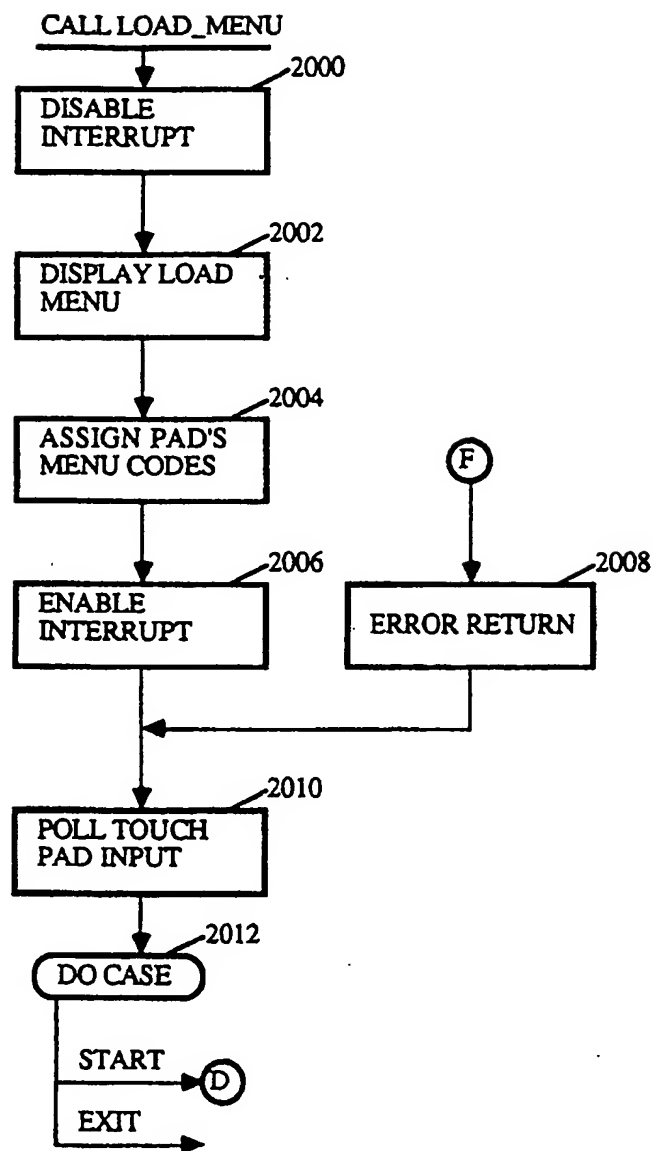 CALL LOAD_MENU
2000
DISABLE
INTERRUPT
2002
DISPLAY LOAD
MENU
2004
ASSIGN PAD'S
MENU CODES
F
2006
ENABLE
INTERRUPT
2008
ERROR RETURN
2010
POLL TOUCH
PAD INPUT
2012
DO CASE
START
D
EXIT